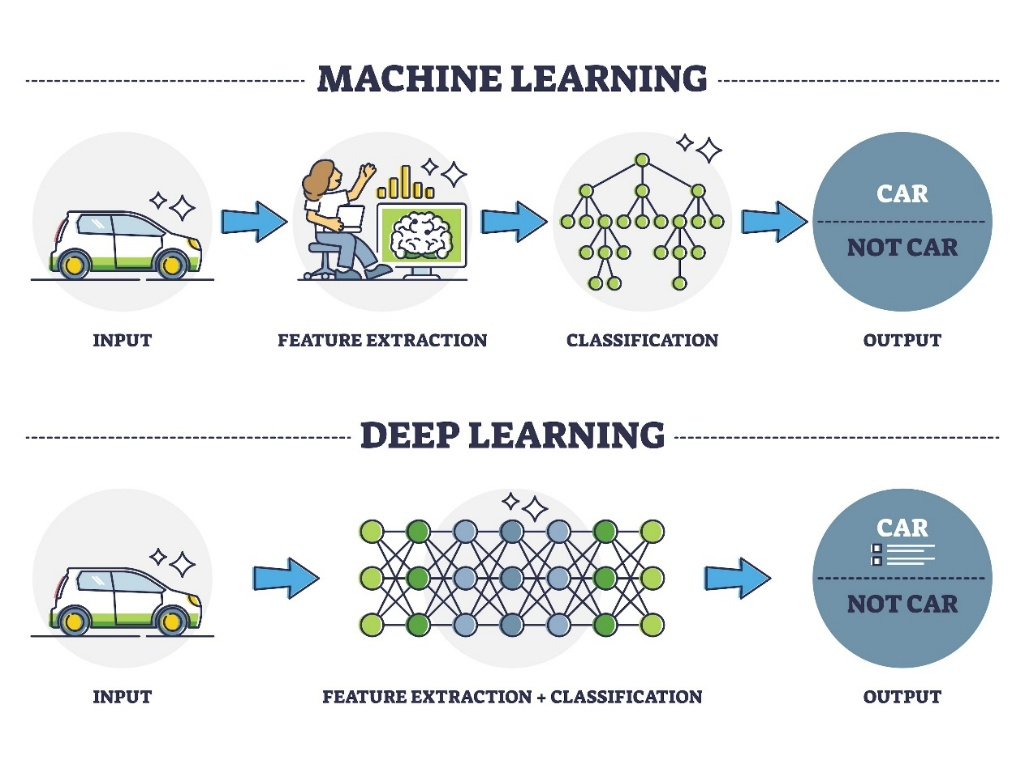 MACHINE LEARNING
CAR
NOT CAR
INPUT
FEATURE EXTRACTION
CLASSIFICATION
OUTPUT
DEEP LEARNING
CAR
NOT CAR
INPUT
FEATURE EXTRACTION + CLASSIFICATION
OUTPUT